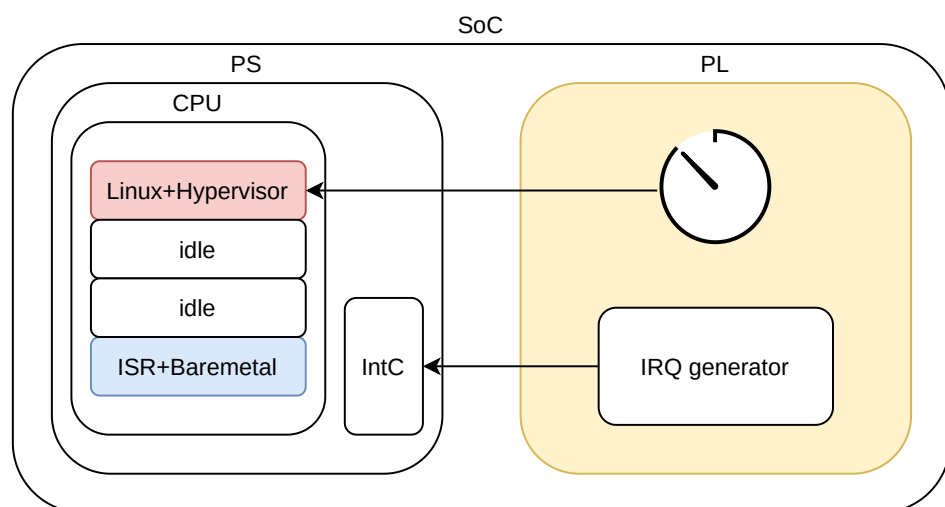 SoC
PS
PL
CPU
Linux+Hypervisor
idle
idle
ISR+Baremetal
IntC
IRQ generator